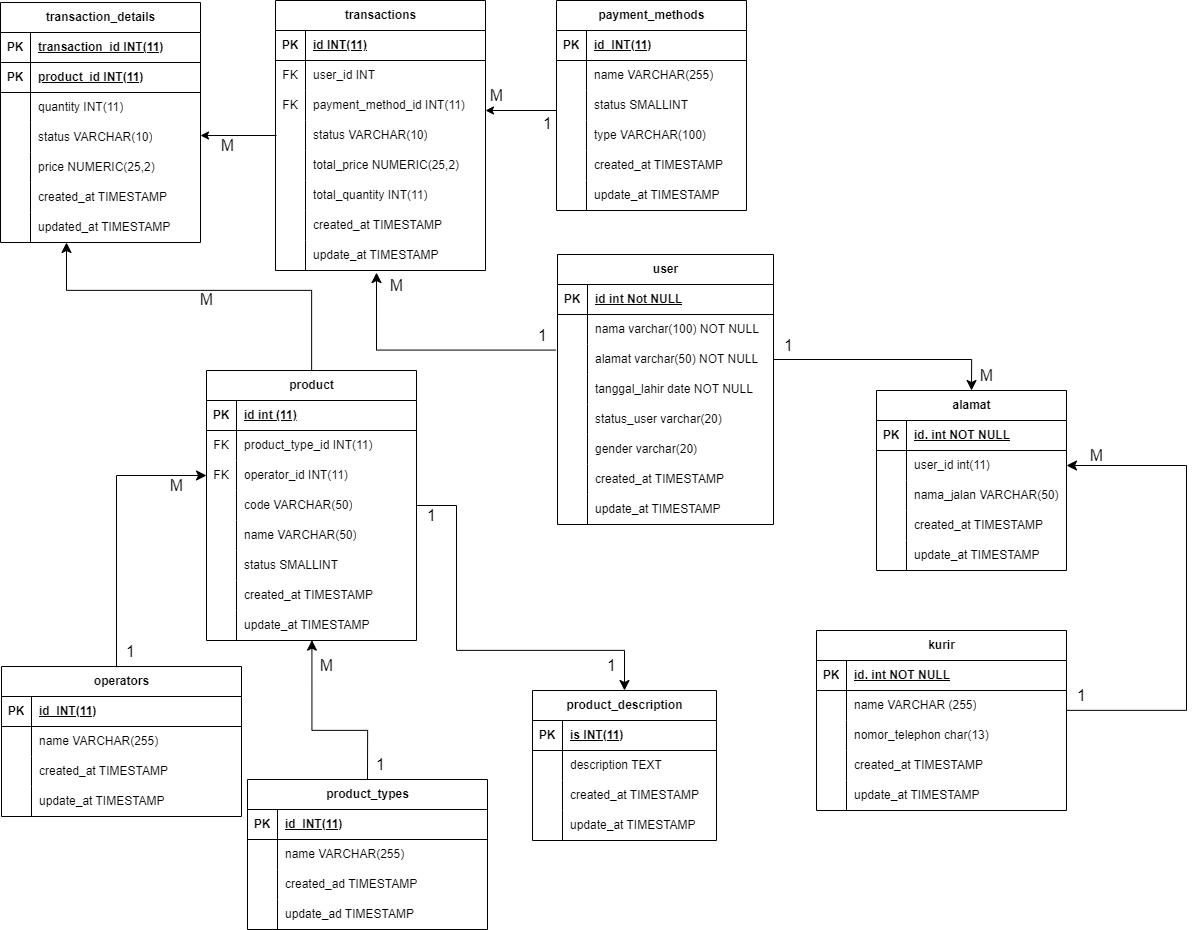 transaction_details
PK transaction_id INT(11)
PK product_id INT(11)
quantity INT(11)
status VARCHAR(10)
price NUMERIC(25,2)
created_at TIMESTAMP
updated_at TIMESTAMP
M
M
transactions
PK id INT(11)
FK user_id INT
FK payment_method_id INT(11)
status VARCHAR(10)
total_price NUMERIC(25,2)
total_quantity INT(11)
created_at TIMESTAMP
update_at TIMESTAMP
M
1
M
1
payment_methods
PK id INT(11)
name VARCHAR(255)
status SMALLINT
type VARCHAR(100)
created_at TIMESTAMP
update_at TIMESTAMP
user
PK id int Not NULL
nama varchar(100) NOT NULL
alamat varchar(50) NOT NULL
tanggal_lahir date NOT NULL
status_user varchar(20)
gender varchar(20)
created_at TIMESTAMP
update_at TIMESTAMP
1
M
alamat
PK id. int NOT NULL
user_id int(11)
nama_jalan VARCHAR(50)
created_at TIMESTAMP
update_at TIMESTAMP
M
product
PK id int (11)
FK product_type_id INT(11)
FK operator_id INT(11)
code VARCHAR(50)
name VARCHAR(50)
status SMALLINT
created_at TIMESTAMP
update_at TIMESTAMP
M
1
1
M
1
1
operators
PK id INT(11)
name VARCHAR(255)
created_at TIMESTAMP
update_at TIMESTAMP
product_types
PK id INT(11)
name VARCHAR(255)
created_ad TIMESTAMP
update_ad TIMESTAMP
product_description
PK is INT(11)
description TEXT
created_at TIMESTAMP
update_at TIMESTAMP
kurir
PK id. int NOT NULL
name VARCHAR (255)
nomor_telephon char(13)
created_at TIMESTAMP
update_at TIMESTAMP
1